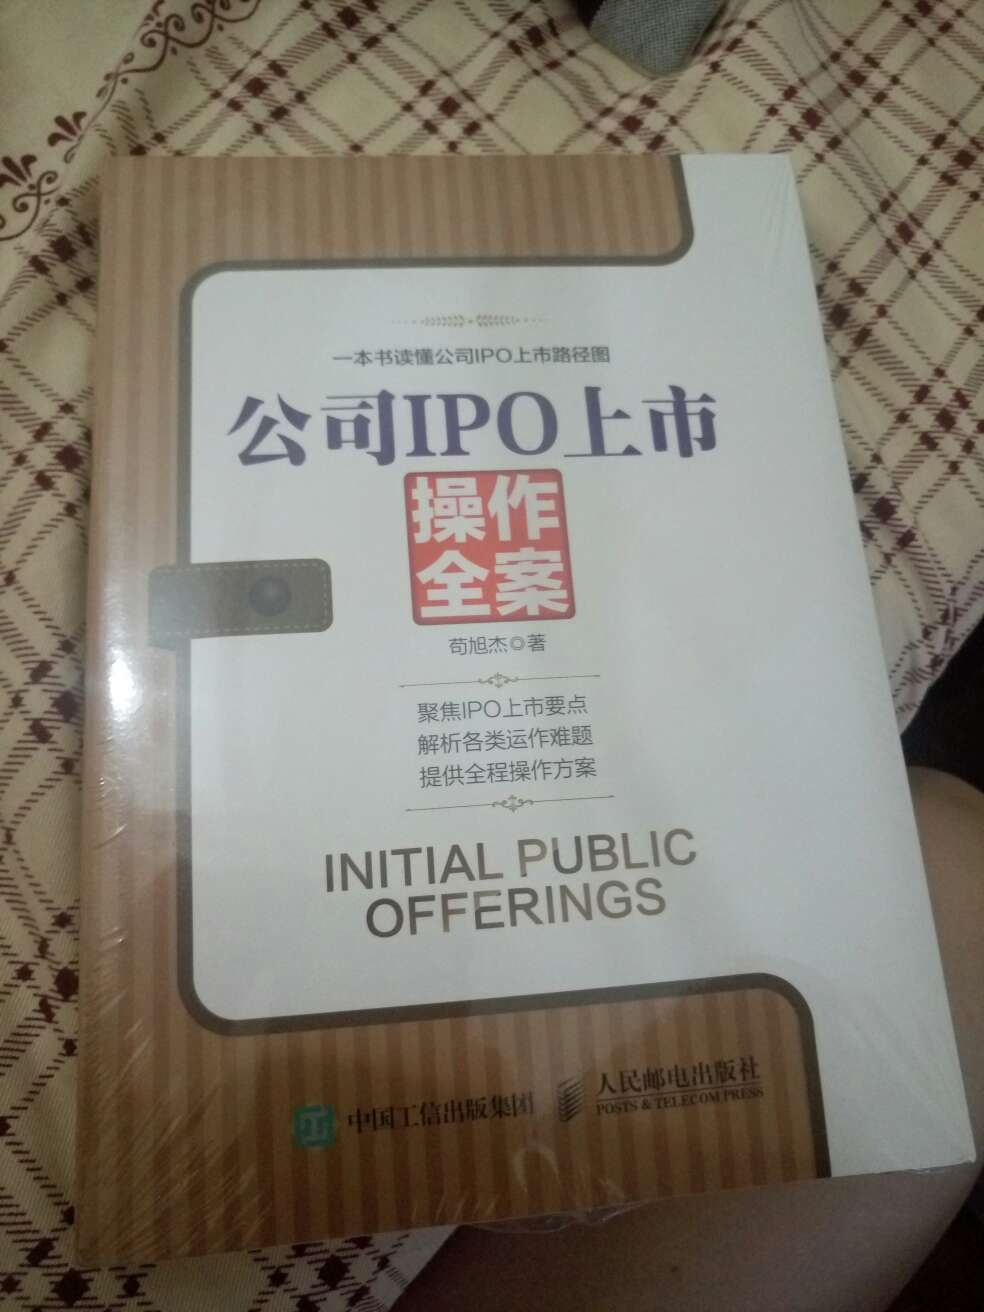 一本书读懂公司IPO上市路径图
公司IPO上市
操作
全案
苟旭杰◎著
聚焦IPO上市要点
解析各类运作难题
提供全程操作方案
INITIAL PUBLIC
OFFERINGS
中国工信出版集团
人民邮电出版社
POSTS & TELECOM PRESS